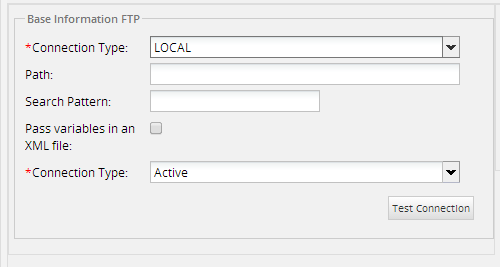 Base Information FTP
*Connection Type: LOCAL
Path:
Search Pattern:
Pass variables in an
XML file:
*Connection Type: Active
Test Connection